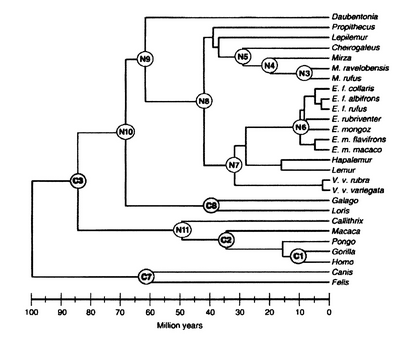 Daubentonia
Propithecus
Lepilemur
Cheirogaleus
Mirza
M. ravelobensis
M. rufus
E. f. collaris
E. f. albifrons
E. f. rufus
E. rubriventer
E. mongoz
E. m. flavifrons
E. m. macaco
Hapalemur
Lemur
V. v. rubra
V. v. variegata
Galago
Loris
Callithrix
Macaca
Pongo
Gorilla
Homo
Canis
Felis
N9
N5
N4
N3
N8
N6
N10
N7
C3
C8
N11
C2
C1
C7
100 90 80 70 60 50 40 30 20 10 0
Million years